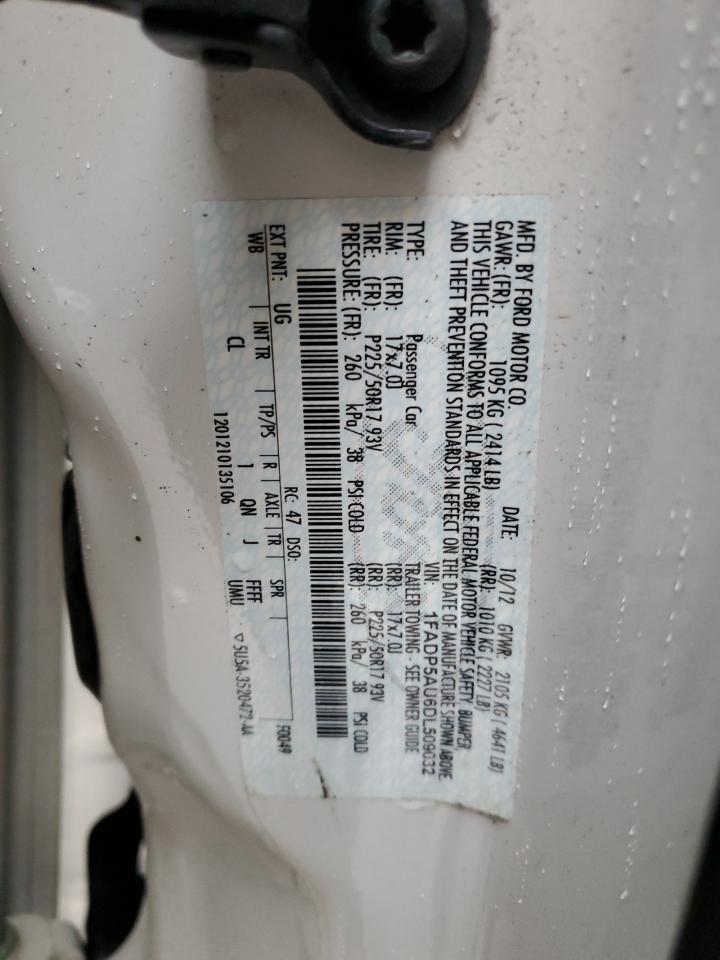 MFD. BY FORD MOTOR CO.
DATE: 10/12 GVWR: 2105 KG ( 4641 LB)
GAWR: (FR): 1095 KG ( 2414 LB) (RR): 1010 KG ( 2227 LB)
THIS VEHICLE CONFORMS TO ALL APPLICABLE FEDERAL MOTOR VEHICLE SAFETY, BUMPER,
AND THEFT PREVENTION STANDARDS IN EFFECT ON THE DATE OF MANUFACTURE SHOWN ABOVE.
VIN: 1FADP5AU6DL509032
TYPE: Passenger Car TRAILER TOWING - SEE OWNER GUIDE
RIM: (FR): 17x7.0J (RR): 17x7.0J
TIRE: (FR): P225/50R17 93V (RR): P225/50R17 93V
PRESSURE: (FR): 260 kPa/ 38 PSI COLD (RR): 260 kPa/ 38 PSI COLD
EXT PNT: UG RC: 47 DSO: 50049
WB | INT TR | TP/PS | R | AXLE | TR | SPR |
CL 1 QN J FFFF
1201210135106 UMU ▽5U5A-3520472-AA